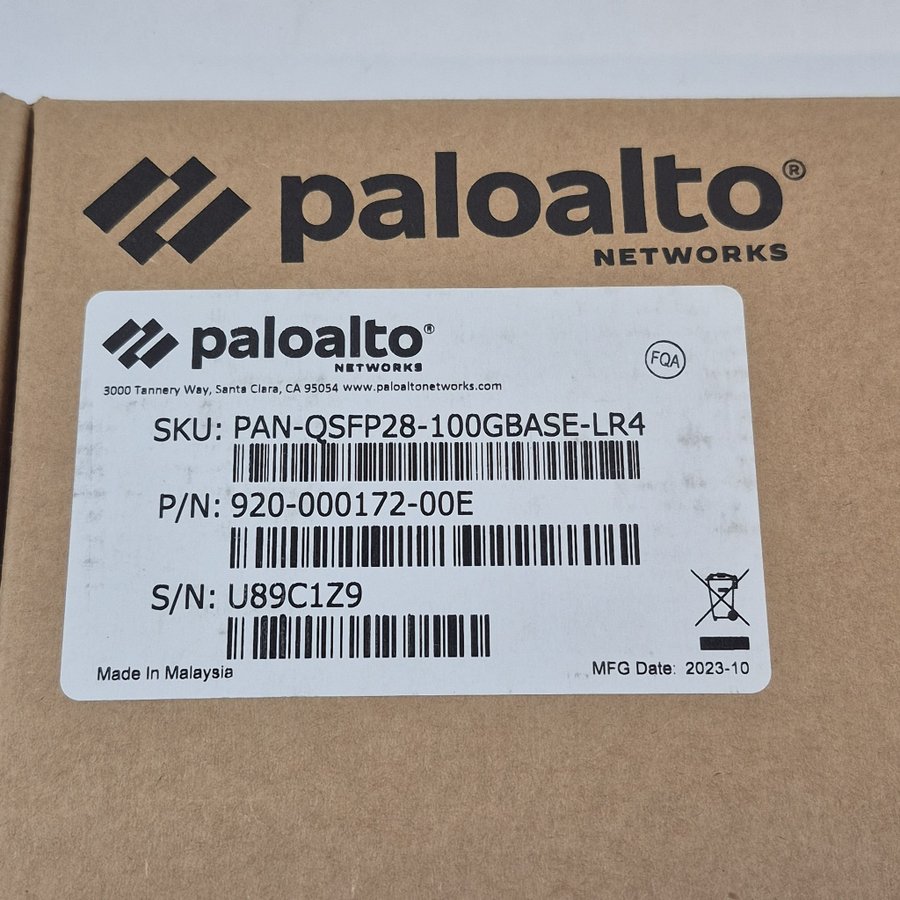 paloalto®
NETWORKS
paloalto®
NETWORKS
3000 Tannery Way, Santa Clara, CA 95054 www.paloaltonetworks.com
FQA
SKU: PAN-QSFP28-100GBASE-LR4
P/N: 920-000172-00E
S/N: U89C1Z9
Made In Malaysia
MFG Date: 2023-10